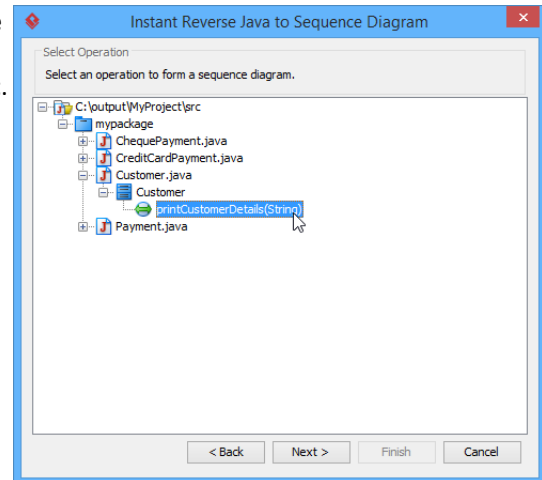 e
Instant Reverse Java to Sequence Diagram
Select Operation
Select an operation to form a sequence diagram.
.
C:\output\MyProject\src
mypackage
ChequePayment.java
CreditCardPayment.java
Customer.java
Customer
printCustomerDetails(String)
Payment.java
< Back Next > Finish Cancel